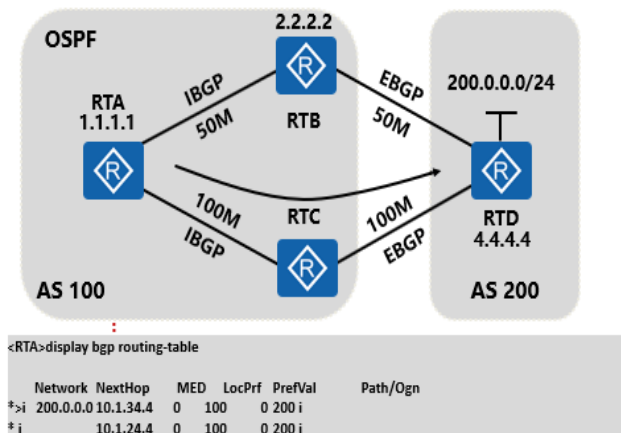 OSPF
2.2.2.2
R
RTB
IBGP
50M
EBGP
50M
200.0.0.0/24
RTA
1.1.1.1
R
R
RTD
4.4.4.4
100M
IBGP
RTC
R
100M
EBGP
AS 100
AS 200
:
<RTA>display bgp routing-table
Network NextHop MED LocPrf PrefVal Path/Ogn
*>i 200.0.0.0 10.1.34.4 0 100 0 200 i
* i 10.1.24.4 0 100 0 200 i